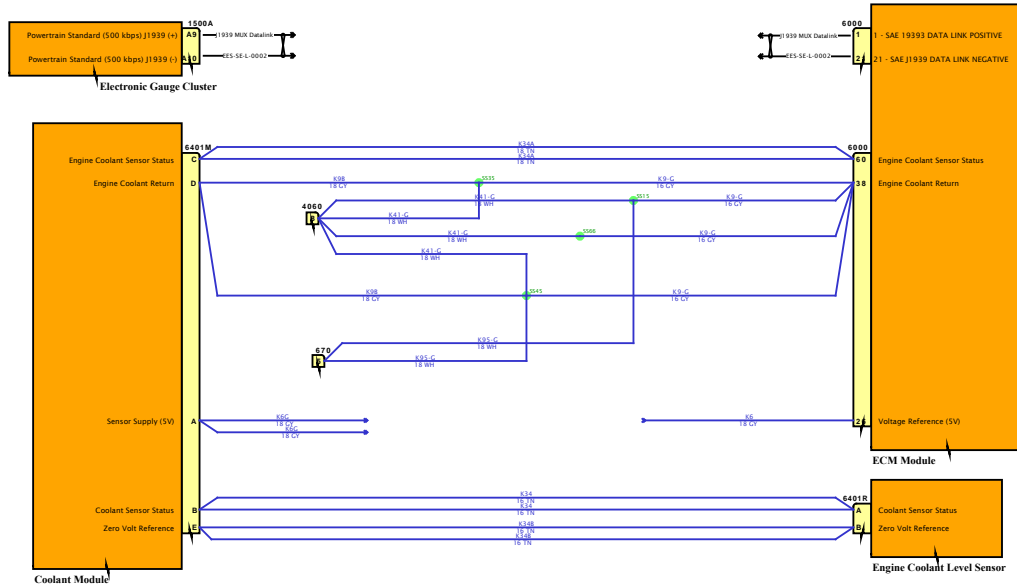 1500A
Powertrain Standard (500 kbps) J1939 (+) A9 J1939 MUX Datalink
Powertrain Standard (500 kbps) J1939 (-) EES-SE-L-0002
Electronic Gauge Cluster
6000
J1939 MUX Datalink 1 1 - SAE 19393 DATA LINK POSITIVE
EES-SE-L-0002 21 - SAE J1939 DATA LINK NEGATIVE
6401M
K34A
18 TN
K34A
18 TN
6000
Engine Coolant Sensor Status C 60 Engine Coolant Sensor Status
Engine Coolant Return D K9B SS35 K9-G 38 Engine Coolant Return
18 GY 16 GY
4060
K41-G SS15 K9-G
18 WH 16 GY
K41-G
18 WH
K41-G SS66 K9-G
18 WH 16 GY
K41-G
18 WH
K9B SS45 K9-G
18 GY 16 GY
670
K95-G
18 WH
K95-G
18 WH
Sensor Supply (5V) A K6G K6 Voltage Reference (5V)
18 GY 18 GY
K6G
18 GY
ECM Module
6401R
K34
16 TN
K34
16 TN
Coolant Sensor Status B A Coolant Sensor Status
Zero Volt Reference E K34B B Zero Volt Reference
16 TN
K34B
16 TN
Coolant Module
Engine Coolant Level Sensor